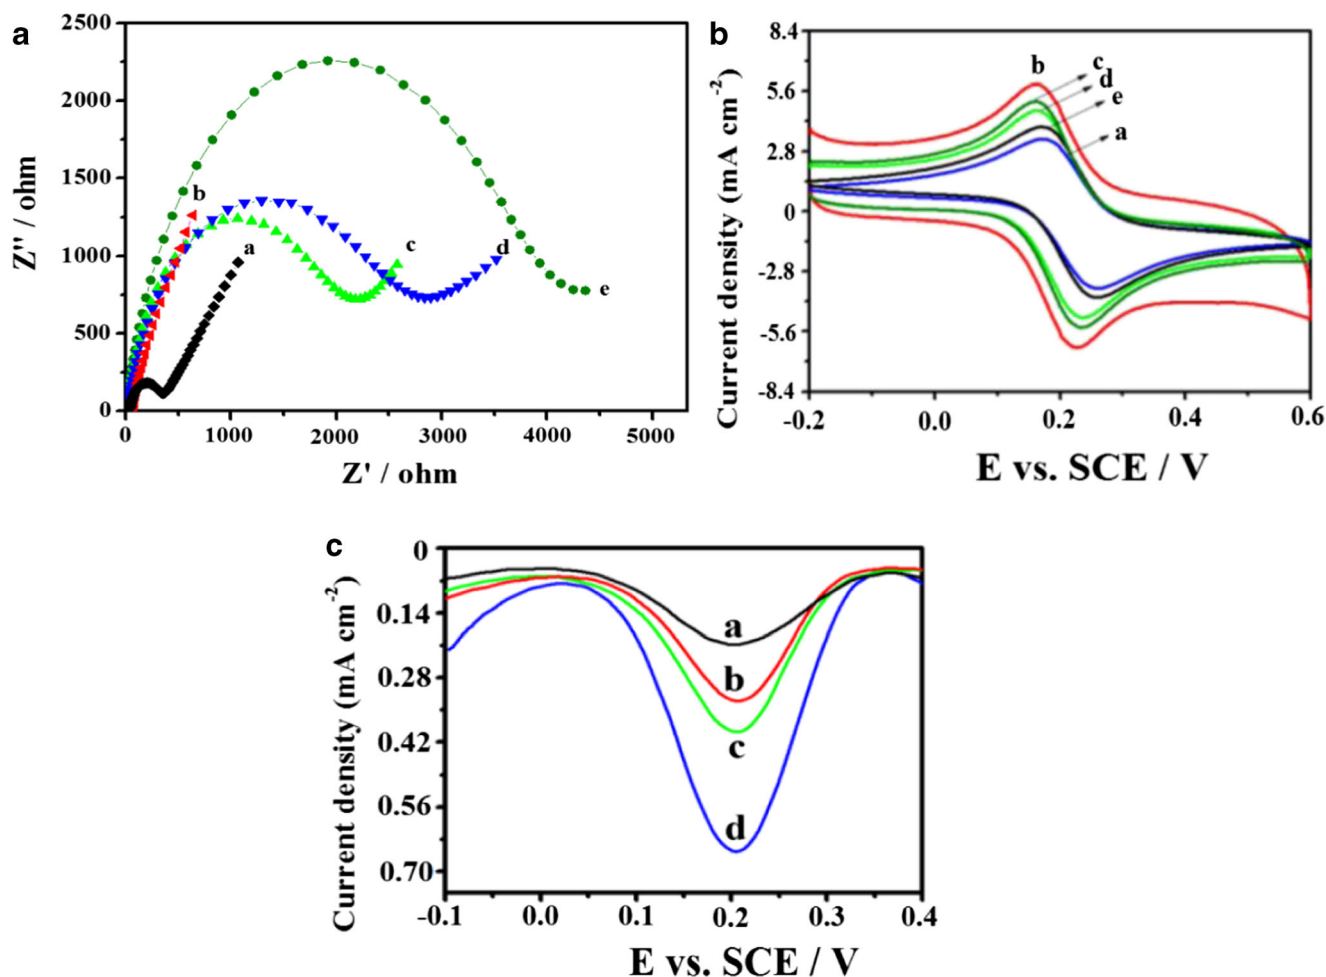 a
2500
2000
1500
1000
500
0
Z'' / ohm
b
a
c
d
e
0 1000 2000 3000 4000 5000
Z' / ohm
b
8.4
5.6
2.8
0
-2.8
-5.6
-8.4
Current density (mA cm-2)
b
c
d
e
a
-0.2 0.0 0.2 0.4 0.6
E vs. SCE / V
c
0
0.14
0.28
0.42
0.56
0.70
Current density (mA cm-2)
a
b
c
d
-0.1 0.0 0.1 0.2 0.3 0.4
E vs. SCE / V